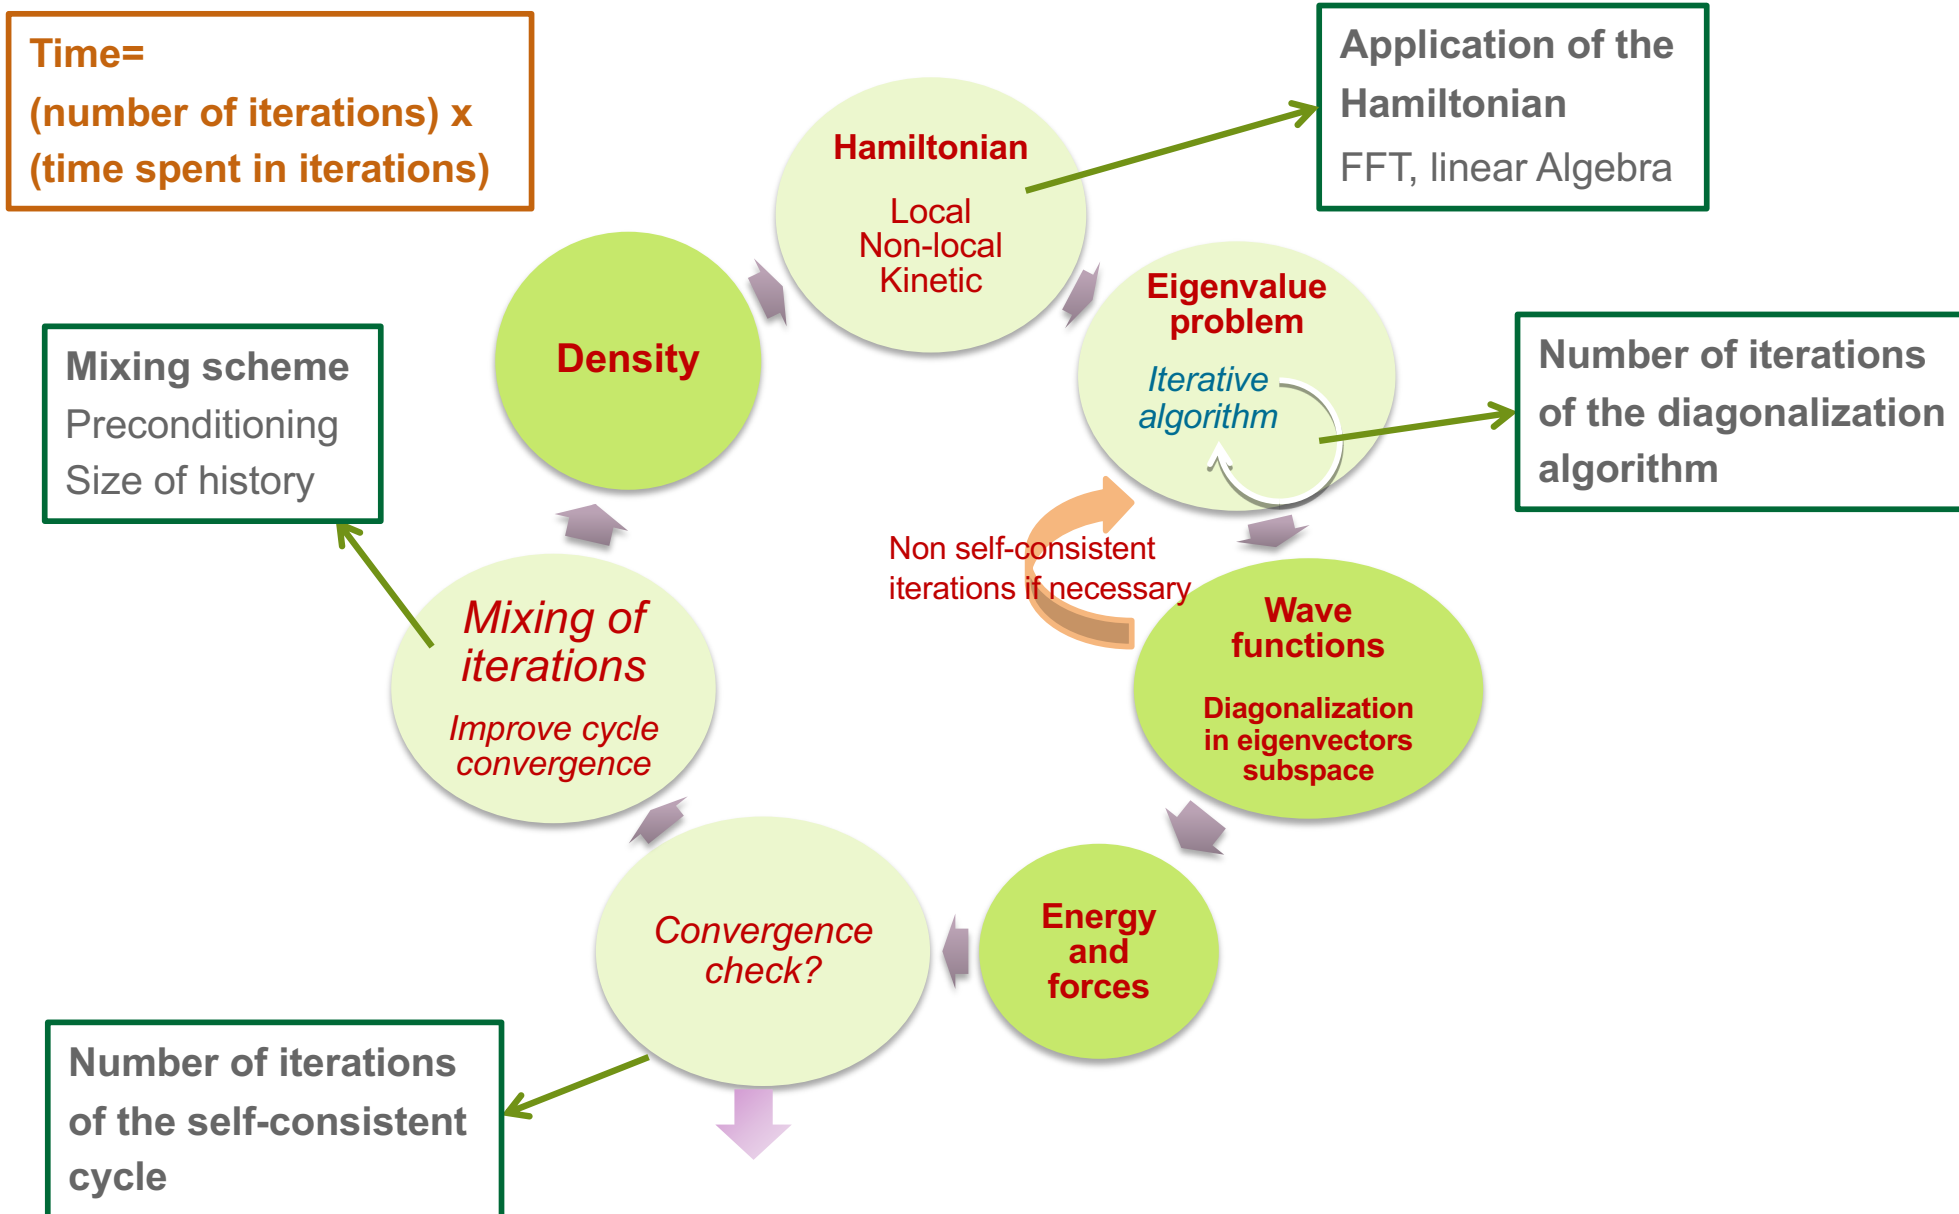 Time=
(number of iterations) x
(time spent in iterations)
Application of the
Hamiltonian
FFT, linear Algebra
Hamiltonian
Local
Non-local
Kinetic
Eigenvalue
problem
Iterative
algorithm
Number of iterations
of the diagonalization
algorithm
Density
Mixing scheme
Preconditioning
Size of history
Non self-consistent
iterations if necessary
Wave
functions
Diagonalization
in eigenvectors
subspace
Mixing of
iterations
Improve cycle
convergence
Energy
and
forces
Convergence
check?
Number of iterations
of the self-consistent
cycle